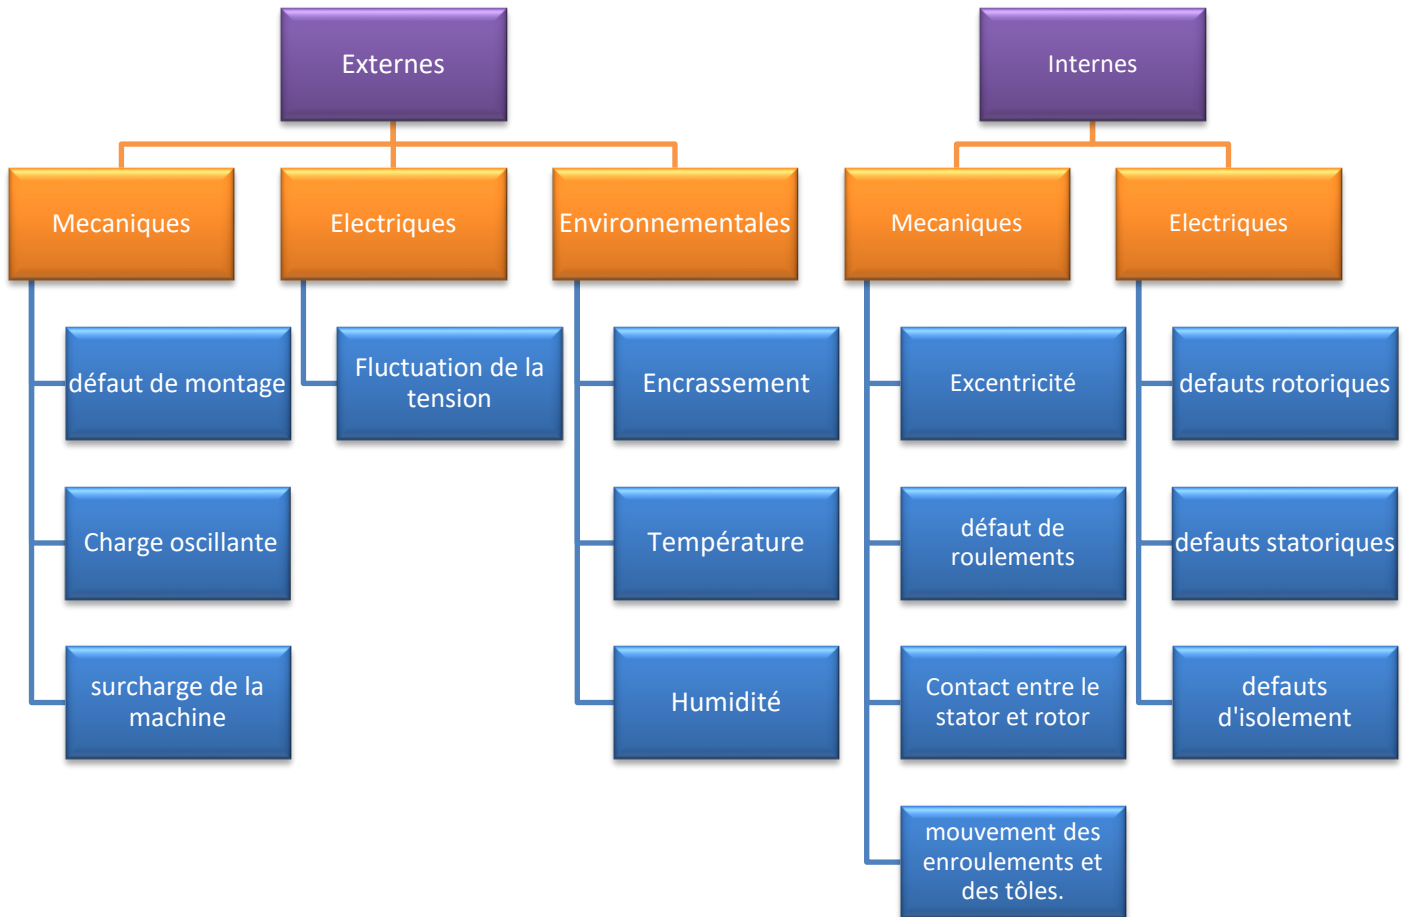 Externes
Mecaniques
défaut de montage
Charge oscillante
surcharge de la
machine
Electriques
Fluctuation de la
tension
Environnementales
Encrassement
Température
Humidité
Internes
Mecaniques
Excentricité
défaut de
roulements
Contact entre le
stator et rotor
mouvement des
enroulements et
des tôles.
Electriques
defauts rotoriques
defauts statoriques
defauts
d'isolement